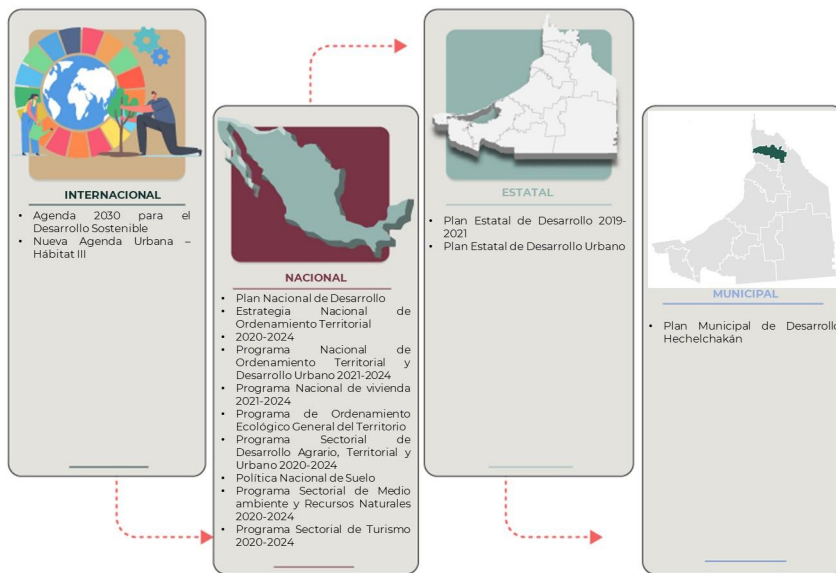 INTERNACIONAL
• Agenda 2030 para el
Desarrollo Sostenible
• Nueva Agenda Urbana –
Hábitat III
NACIONAL
• Plan Nacional de Desarrollo
• Estrategia Nacional de
Ordenamiento Territorial
• 2020-2024
• Programa Nacional de
Ordenamiento Territorial y
Desarrollo Urbano 2021-2024
• Programa Nacional de vivienda
2021-2024
• Programa de Ordenamiento
Ecológico General del Territorio
• Programa Sectorial de
Desarrollo Agrario, Territorial y
Urbano 2020-2024
• Política Nacional de Suelo
• Programa Sectorial de Medio
ambiente y Recursos Naturales
2020-2024
• Programa Sectorial de Turismo
2020-2024
ESTATAL
• Plan Estatal de Desarrollo 2019-
2021
• Plan Estatal de Desarrollo Urbano
MUNICIPAL
• Plan Municipal de Desarrollo
Hechelchakán